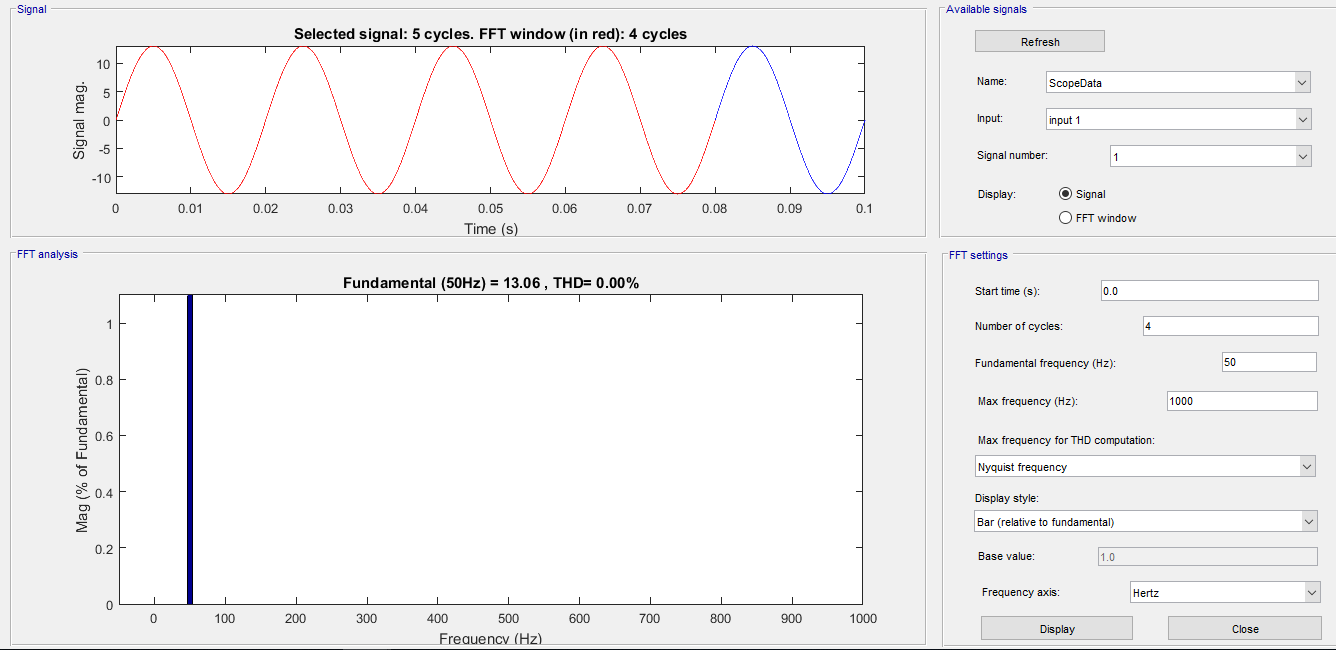 Signal
Selected signal: 5 cycles. FFT window (in red): 4 cycles
10
5
0
-5
-10
Signal mag.
0 0.01 0.02 0.03 0.04 0.05 0.06 0.07 0.08 0.09 0.1
Time (s)
FFT analysis
Fundamental (50Hz) = 13.06 , THD= 0.00%
1
0.8
0.6
0.4
0.2
0
Mag (% of Fundamental)
0 100 200 300 400 500 600 700 800 900 1000
Frequency (Hz)
Available signals
Refresh
Name: ScopeData
Input: input 1
Signal number: 1
Display: Signal
FFT window
FFT settings
Start time (s): 0.0
Number of cycles: 4
Fundamental frequency (Hz): 50
Max frequency (Hz): 1000
Max frequency for THD computation:
Nyquist frequency
Display style:
Bar (relative to fundamental)
Base value: 1.0
Frequency axis: Hertz
Display Close